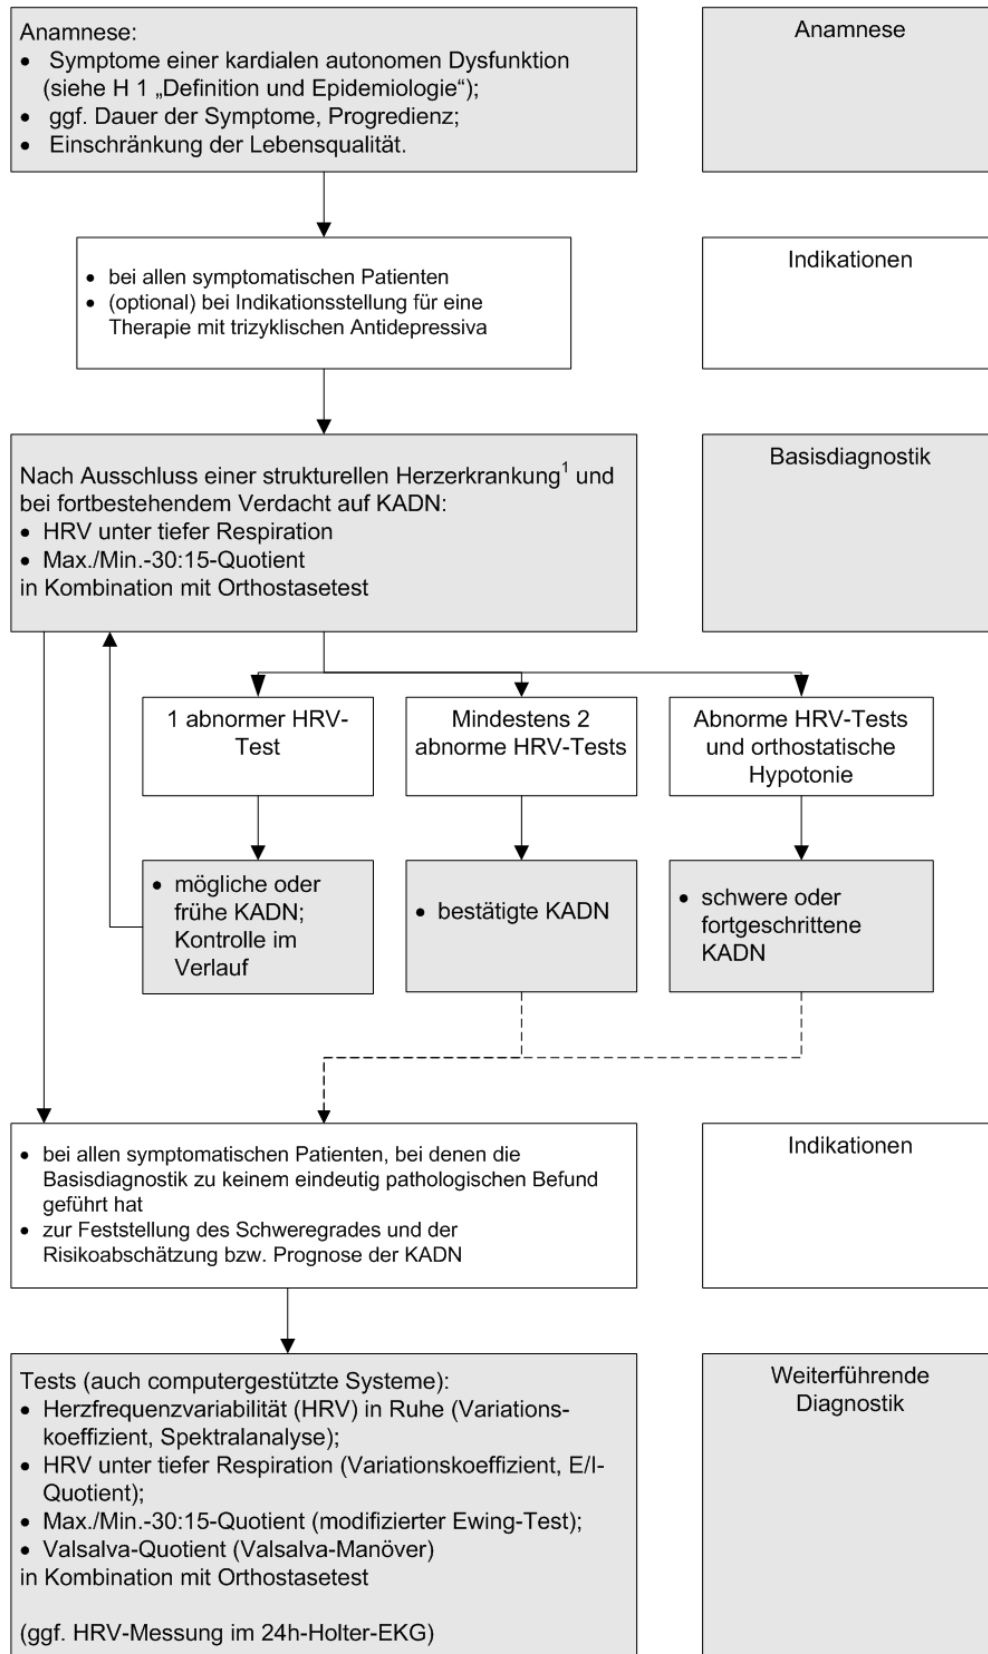 Anamnese:
• Symptome einer kardialen autonomen Dysfunktion
(siehe H 1 „Definition und Epidemiologie“);
• ggf. Dauer der Symptome, Progredienz;
• Einschränkung der Lebensqualität.
Anamnese
• bei allen symptomatischen Patienten
• (optional) bei Indikationsstellung für eine
Therapie mit trizyklischen Antidepressiva
Indikationen
Nach Ausschluss einer strukturellen Herzerkrankung¹ und
bei fortbestehendem Verdacht auf KADN:
• HRV unter tiefer Respiration
• Max./Min.-30:15-Quotient
in Kombination mit Orthostasetest
Basisdiagnostik
1 abnormer HRV-
Test
Mindestens 2
abnorme HRV-Tests
Abnorme HRV-Tests
und orthostatische
Hypotonie
• mögliche oder
frühe KADN;
Kontrolle im
Verlauf
• bestätigte KADN
• schwere oder
fortgeschrittene
KADN
• bei allen symptomatischen Patienten, bei denen die
Basisdiagnostik zu keinem eindeutig pathologischen Befund
geführt hat
• zur Feststellung des Schweregrades und der
Risikoabschätzung bzw. Prognose der KADN
Indikationen
Tests (auch computergestützte Systeme):
• Herzfrequenzvariabilität (HRV) in Ruhe (Variations-
koeffizient, Spektralanalyse);
• HRV unter tiefer Respiration (Variationskoeffizient, E/I-
Quotient);
• Max./Min.-30:15-Quotient (modifizierter Ewing-Test);
• Valsalva-Quotient (Valsalva-Manöver)
in Kombination mit Orthostasetest
(ggf. HRV-Messung im 24h-Holter-EKG)
Weiterführende
Diagnostik